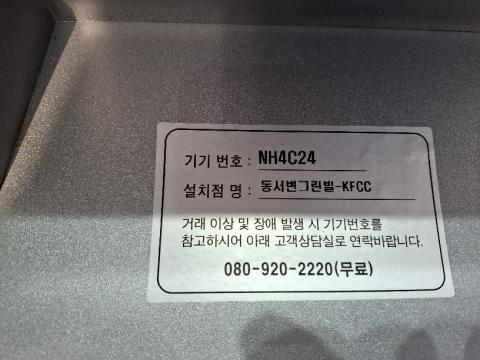 기기 번호 : NH4C24
설치점 명 : 동서변그린빌-KFCC
거래 이상 및 장애 발생 시 기기번호를
참고하시어 아래 고객상담실로 연락바랍니다.
080-920-2220(무료)